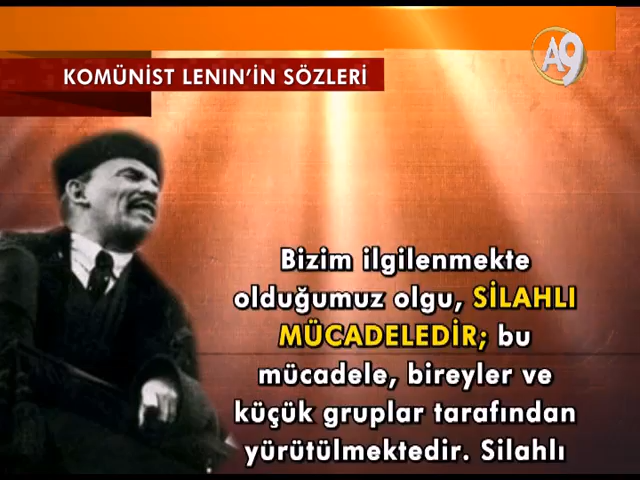 A9
KOMÜNİST LENIN'İN SÖZLERİ
Bizim ilgilenmekte
olduğumuz olgu, SİLAHLI
MÜCADELEDİR; bu
mücadele, bireyler ve
küçük gruplar tarafından
yürütülmektedir. Silahlı